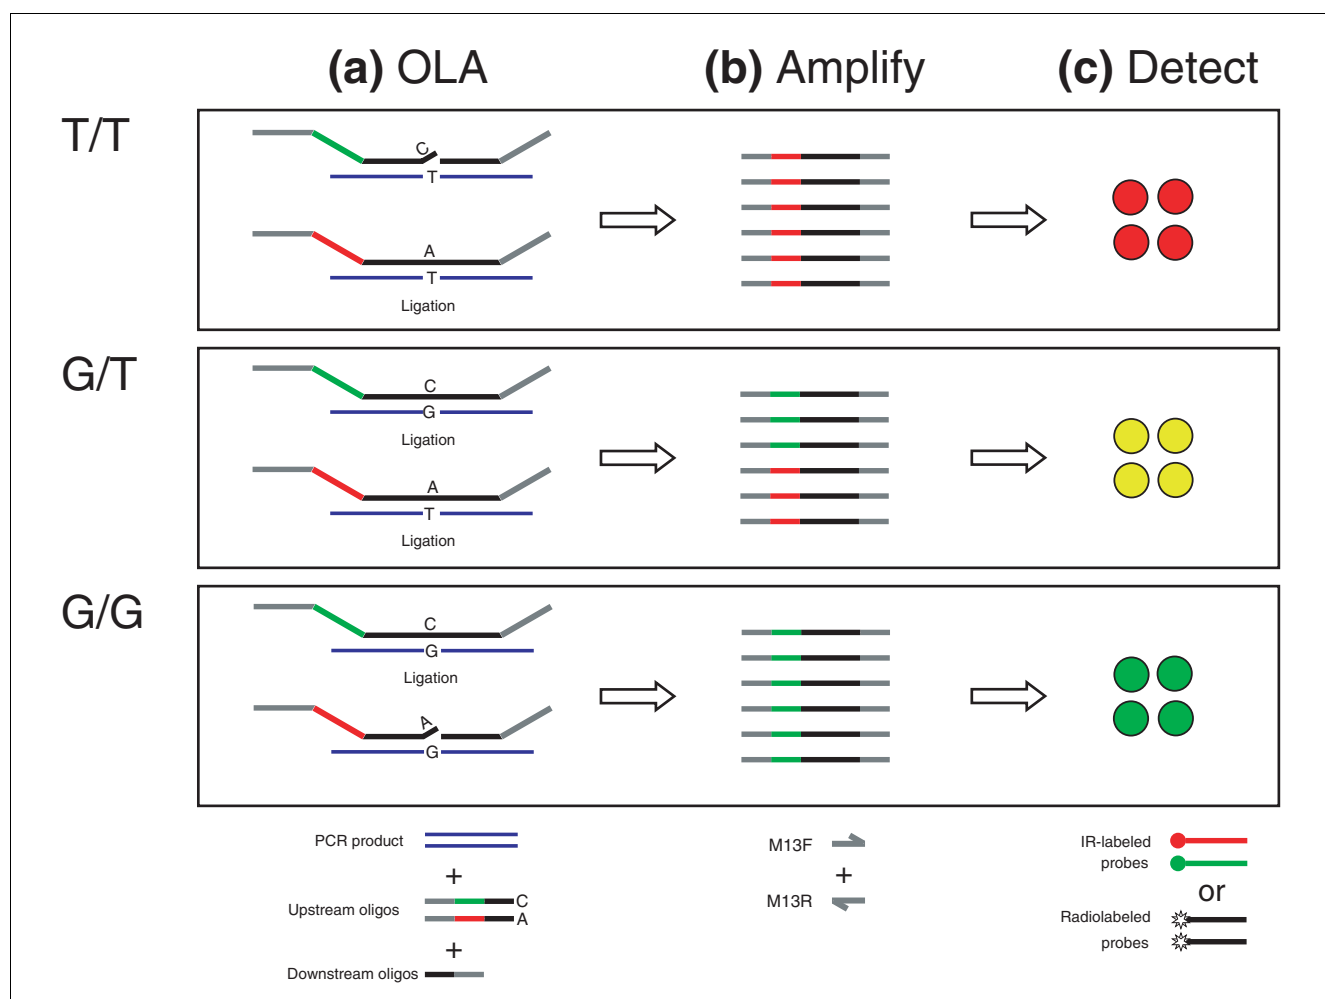 (a) OLA
(b) Amplify
(c) Detect
T/T
C
T
A
T
Ligation
G/T
C
G
Ligation
A
T
Ligation
G/G
C
G
Ligation
A
G
PCR product
+
Upstream oligos
C
A
+
Downstream oligos
M13F
+
M13R
IR-labeled
probes
or
Radiolabeled
probes